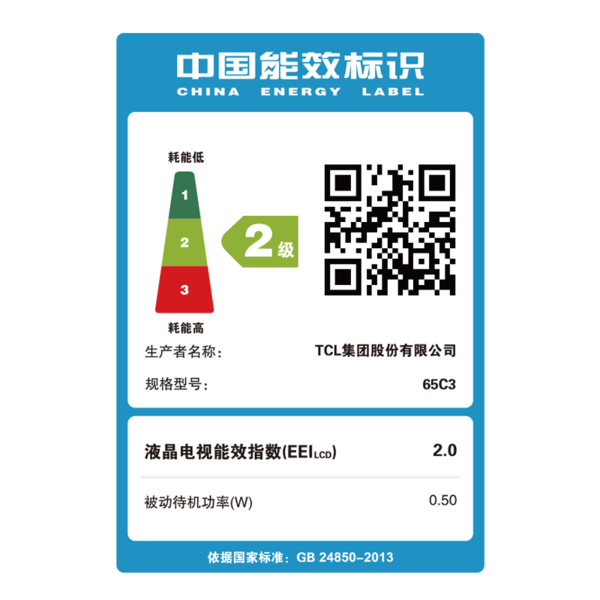 中国能效标识
CHINA ENERGY LABEL
耗能低
1
2
3
2级
耗能高
生产者名称： TCL集团股份有限公司
规格型号： 65C3
液晶电视能效指数(EEILCD) 2.0
被动待机功率(W) 0.50
依据国家标准：GB 24850-2013